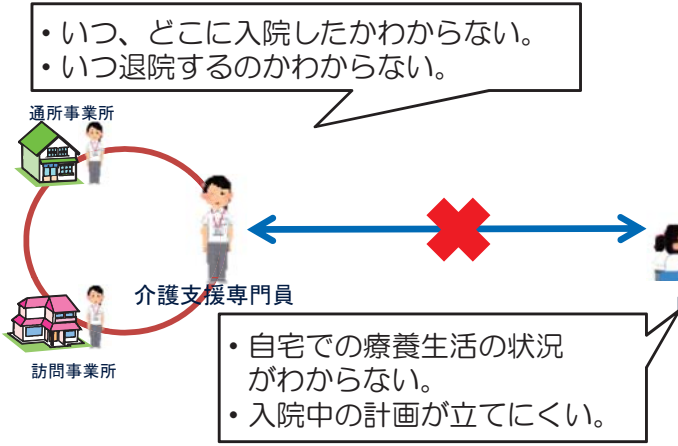 ・いつ、どこに入院したかわからない。
・いつ退院するのかわからない。
通所事業所
介護支援専門員
訪問事業所
・自宅での療養生活の状況
がわからない。
・入院中の計画が立てにくい。